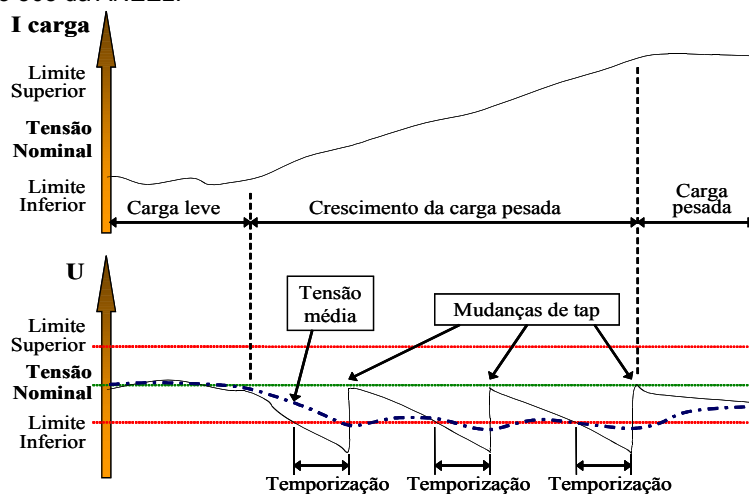 I carga
Limite
Superior
Tensão
Nominal
Limite
Inferior
Carga leve
Crescimento da carga pesada
Carga
pesada
U
Tensão
média
Mudanças de tap
Limite
Superior
Tensão
Nominal
Limite
Inferior
Temporização
Temporização
Temporização